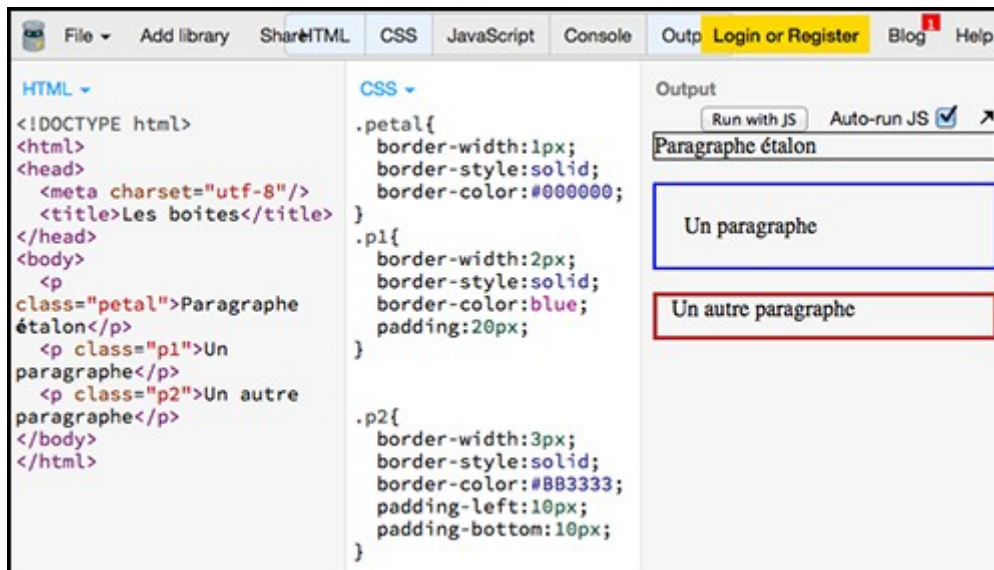 File Add library Share HTML CSS JavaScript Console Outp Login or Register Blog 1 Help
HTML
<!DOCTYPE html>
<html>
<head>
<meta charset="utf-8"/>
<title>Les boites</title>
</head>
<body>
<p
class="petal">Paragraphe
étalon</p>
<p class="p1">Un
paragraphe</p>
<p class="p2">Un autre
paragraphe</p>
</body>
</html>
CSS
.petal{
border-width:1px;
border-style:solid;
border-color:#000000;
}
.p1{
border-width:2px;
border-style:solid;
border-color:blue;
padding:20px;
}
.p2{
border-width:3px;
border-style:solid;
border-color:#BB3333;
padding-left:10px;
padding-bottom:10px;
}
Output
Run with JS Auto-run JS
Paragraphe étalon
Un paragraphe
Un autre paragraphe